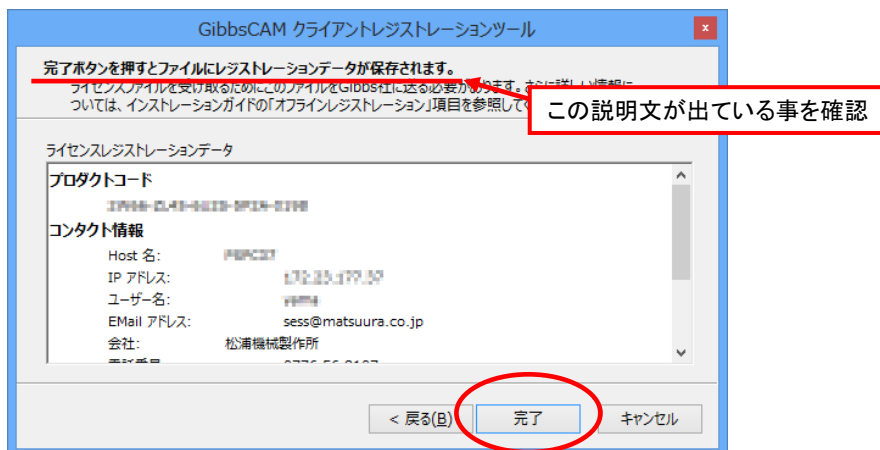 GibbsCAM クライアントレジストレーションツール
完了ボタンを押すとファイルにレジストレーションデータが保存されます。
ライセンスファイルを受け取るためにこのファイルをGibbs社に送る必要があります。さらに詳しい情報に
ついては、インストレーションガイドの「オフラインレジストレーション」項目を参照して
この説明文が出ている事を確認
ライセンスレジストレーションデータ
プロダクトコード
コンタクト情報
Host 名:
IP アドレス:
ユーザー名:
EMail アドレス: sess@matsuura.co.jp
会社: 松浦機械製作所
< 戻る(B)
完了
キャンセル